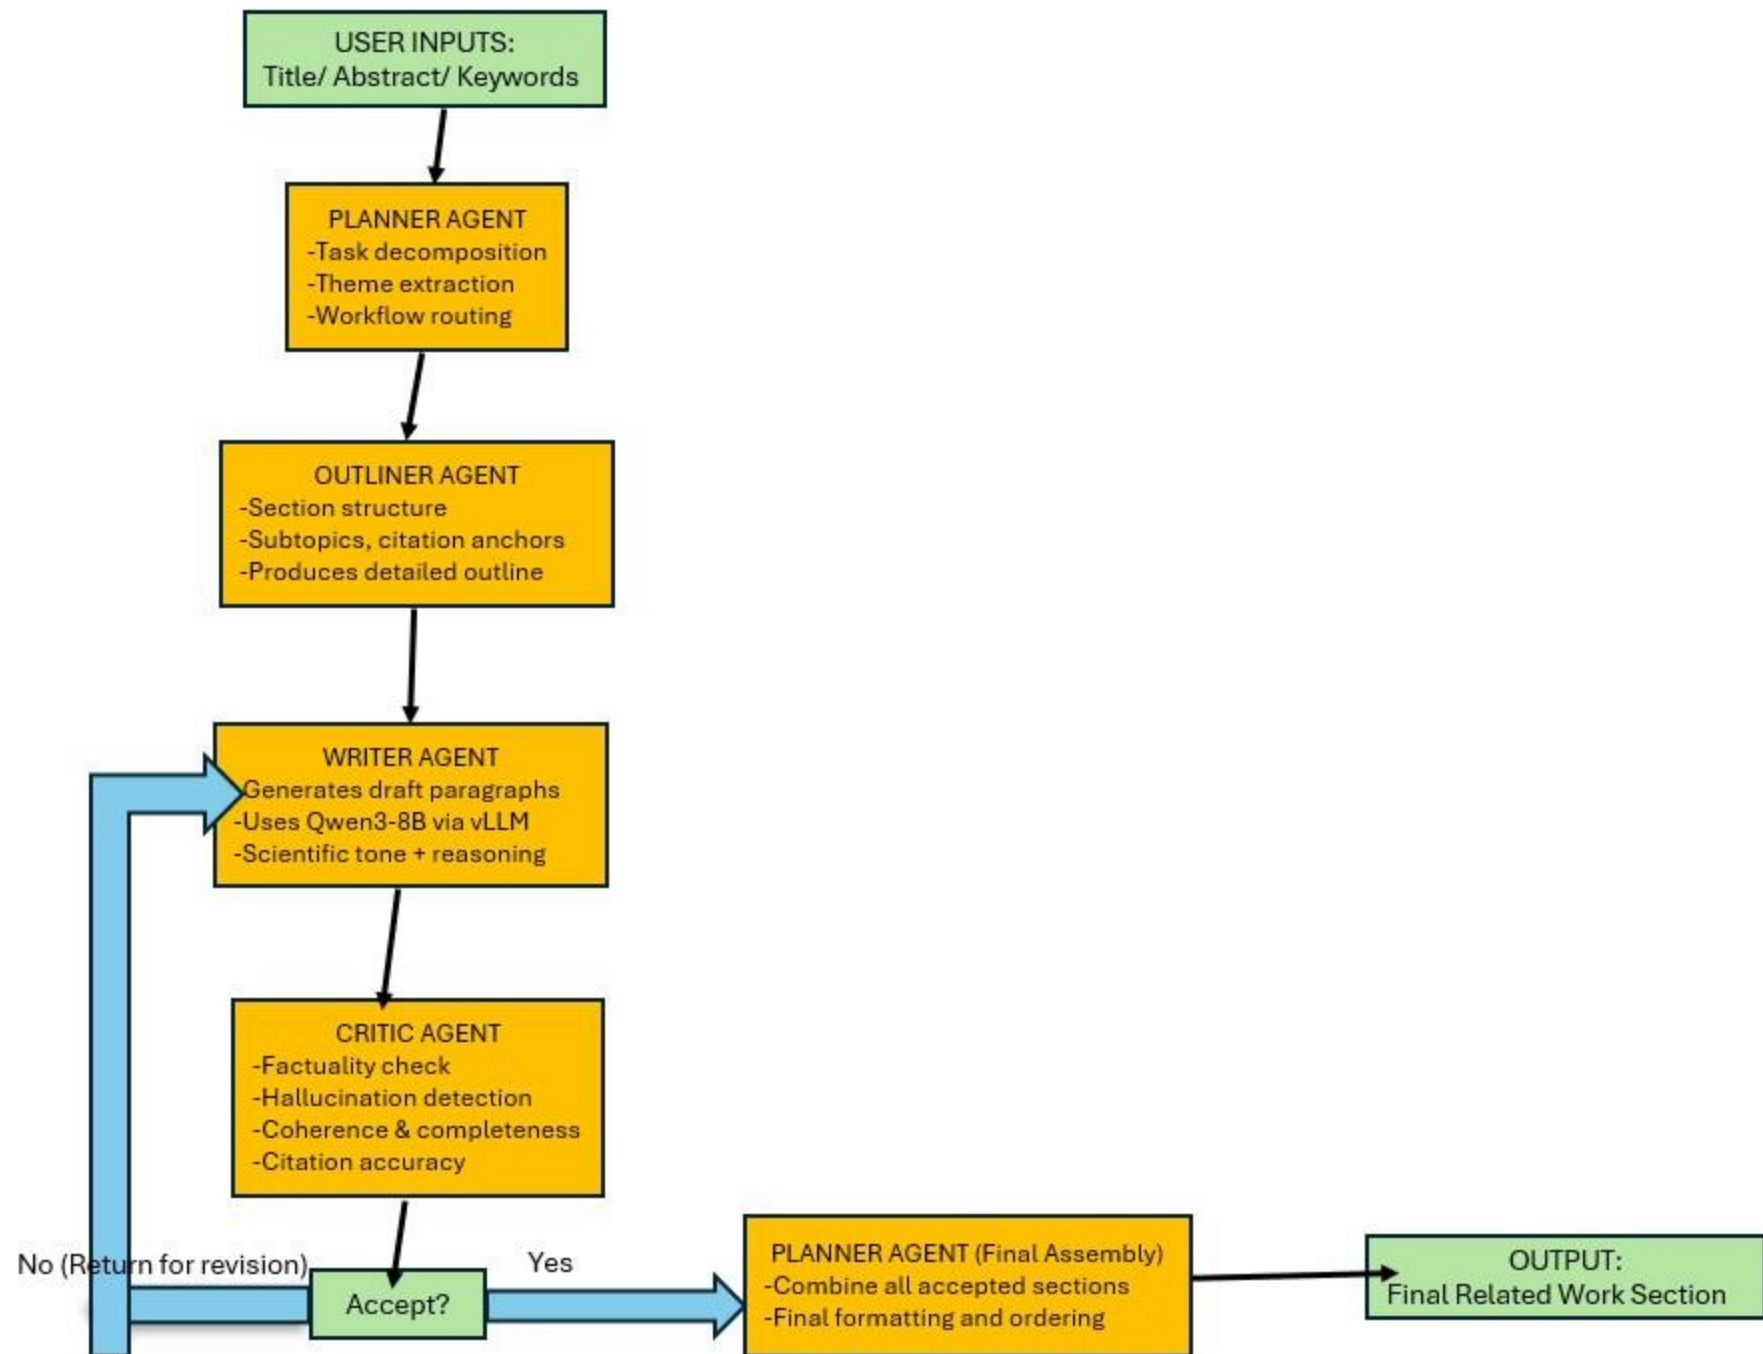 USER INPUTS:
Title/ Abstract/ Keywords
PLANNER AGENT
-Task decomposition
-Theme extraction
-Workflow routing
OUTLINER AGENT
-Section structure
-Subtopics, citation anchors
-Produces detailed outline
WRITER AGENT
Generates draft paragraphs
-Uses Qwen3-8B via vLLM
-Scientific tone + reasoning
CRITIC AGENT
-Factuality check
-Hallucination detection
-Coherence & completeness
-Citation accuracy
No (Return for revision)
Accept?
Yes
PLANNER AGENT (Final Assembly)
-Combine all accepted sections
-Final formatting and ordering
OUTPUT:
Final Related Work Section